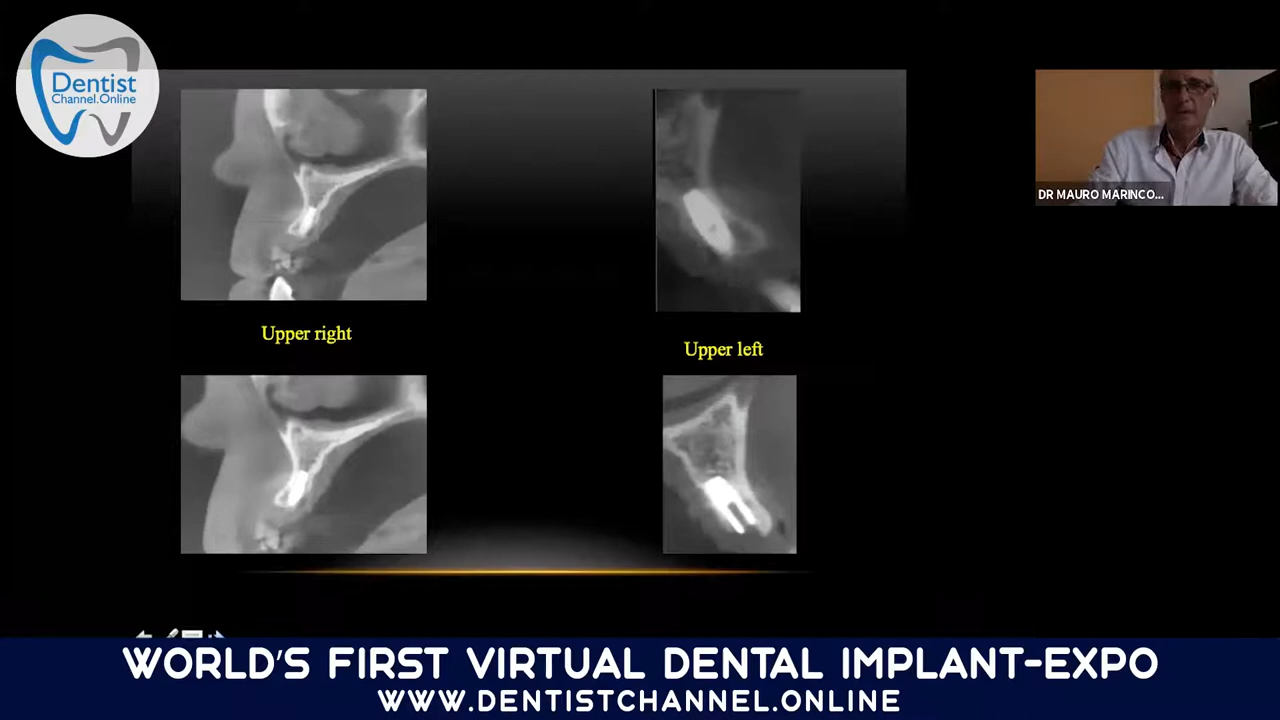 Dentist
Channel.Online
DR MAURO MARINCO...
Upper right
Upper left
WORLD'S FIRST VIRTUAL DENTAL IMPLANT-EXPO
WWW.DENTISTCHANNEL.ONLINE